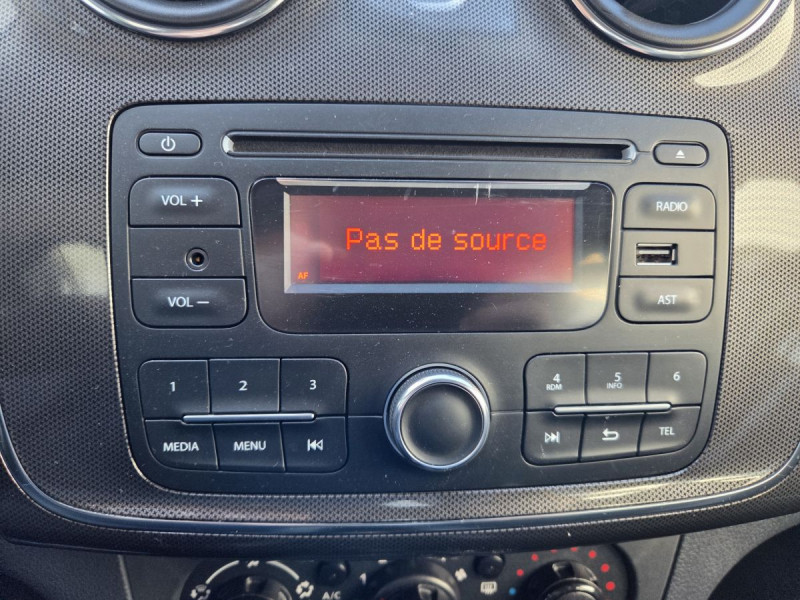 VOL +
RADIO
Pas de source
AF
VOL —
AST
1
2
3
4
RDM
5
INFO
6
MEDIA
MENU
TEL
A/C